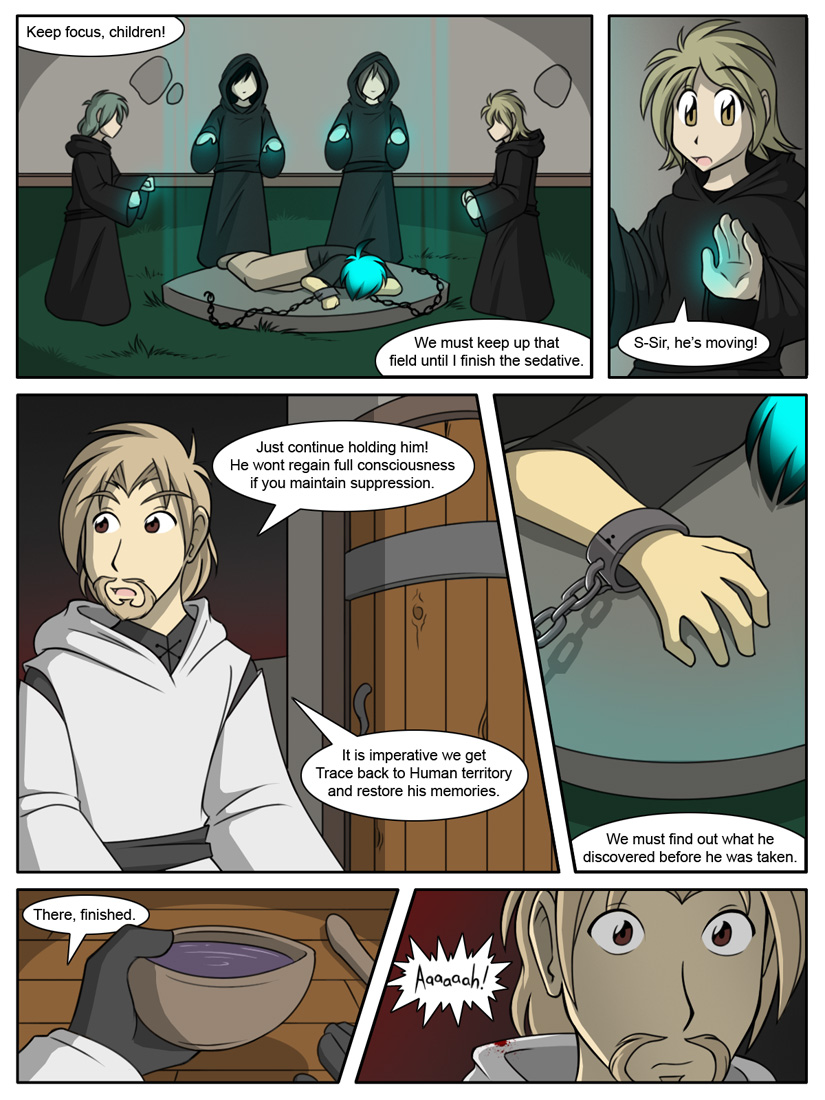 Keep focus, children!
We must keep up that
field until I finish the sedative.
S-Sir, he's moving!
Just continue holding him!
He wont regain full consciousness
if you maintain suppression.
It is imperative we get
Trace back to Human territory
and restore his memories.
We must find out what he
discovered before he was taken.
There, finished.
Aaaaaah!